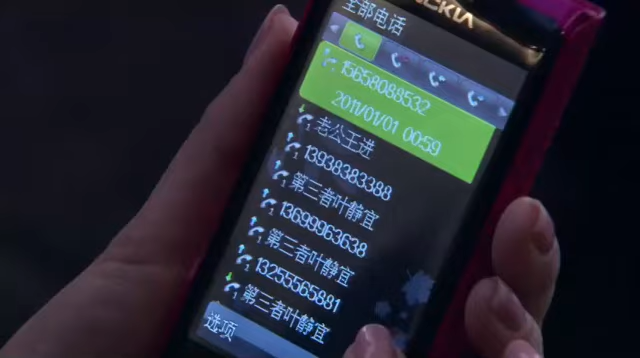 NOKIA
全部电话
15658088532
2011/01/01 00:59
老公王进
13938383388
第三者叶静宜
13699963638
第三者叶静宜
13255565881
第三者叶静宜
选项